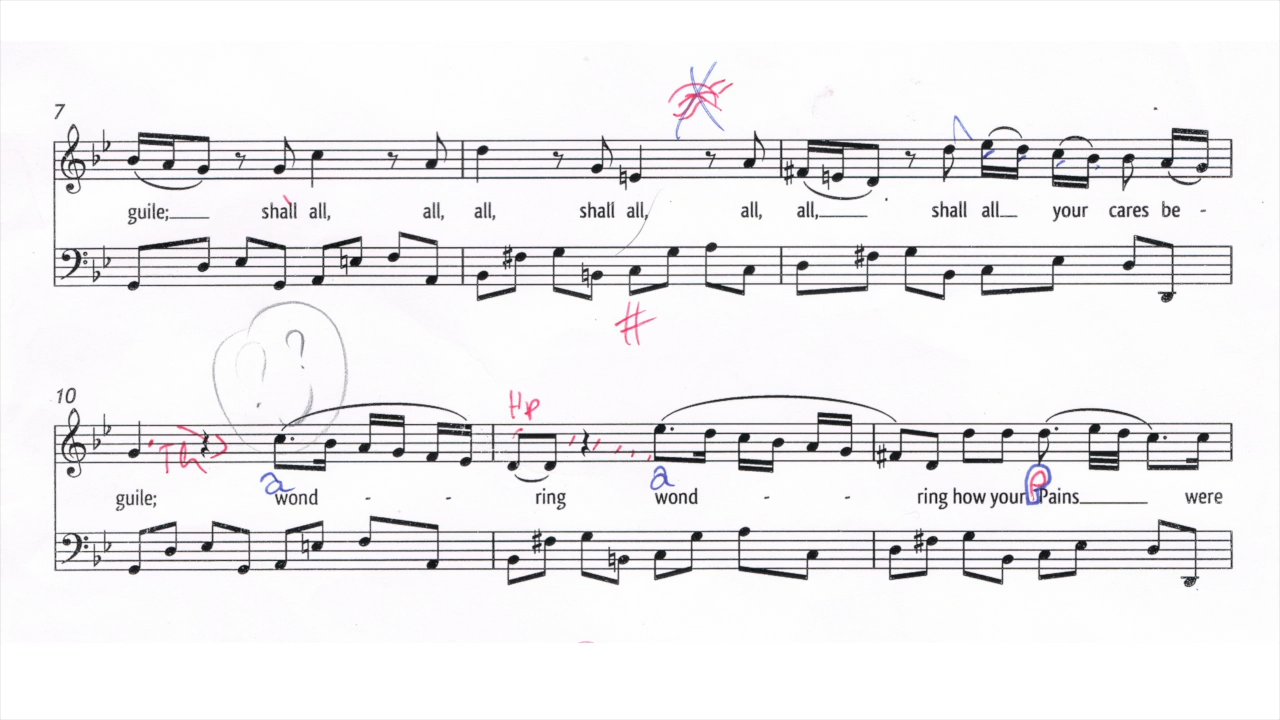 7
guile; shall all, all, all, shall all, all, all, shall all your cares be -
#
? ?
10
Hp
a a
guile; wond - - ring wond - - ring how your Pains were